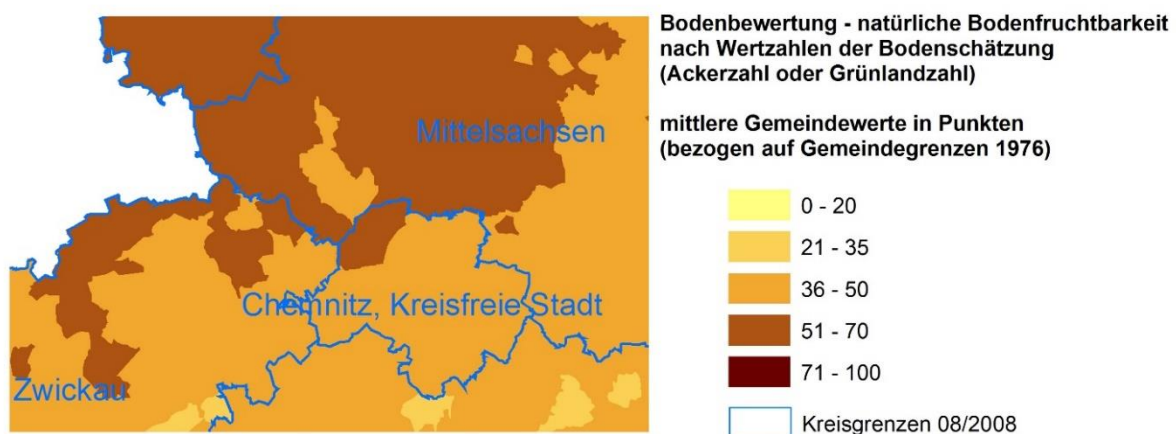 Bodenbewertung - natürliche Bodenfruchtbarkeit
nach Wertzahlen der Bodenschätzung
(Ackerzahl oder Grünlandzahl)
mittlere Gemeindewerte in Punkten
(bezogen auf Gemeindegrenzen 1976)
0 - 20
21 - 35
36 - 50
51 - 70
71 - 100
Kreisgrenzen 08/2008
Mittelsachsen
Chemnitz, Kreisfreie Stadt
Zwickau